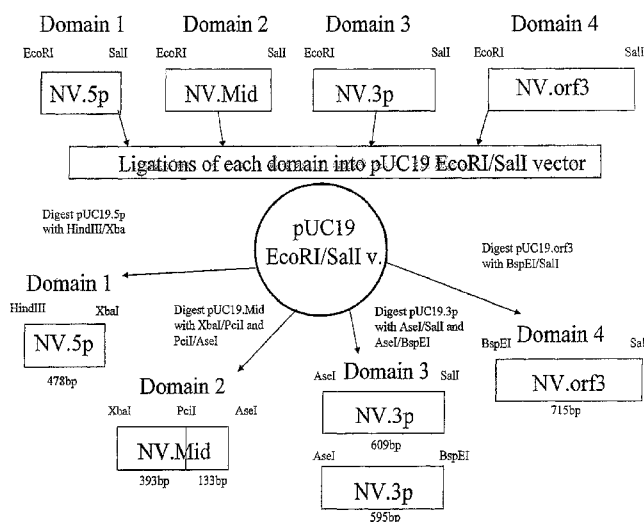 Domain 1 Domain 2 Domain 3 Domain 4
EcoRI SalI EcoRI SalI EcoRI SalI EcoRI SalI
NV.5p NV.Mid NV.3p NV.orf3
Ligations of each domain into pUC19 EcoRI/SalI vector
pUC19
EcoRI/SalI v.
Digest pUC19.5p
with HindIII/Xba
Digest pUC19.orf3
with BspEI/SalI
Domain 1
HindIII XbaI
NV.5p
478bp
Digest pUC19.Mid
with XbaI/PciI and
PciI/AseI
Digest pUC19.3p
with AseI/SalI and
AseI/BspEI
Domain 2
XbaI PciI AseI
NV.Mid
393bp 133bp
Domain 3
AseI SalI
NV.3p
609bp
AseI BspEI
NV.3p
595bp
Domain 4
BspEI Sal
NV.orf3
715bp